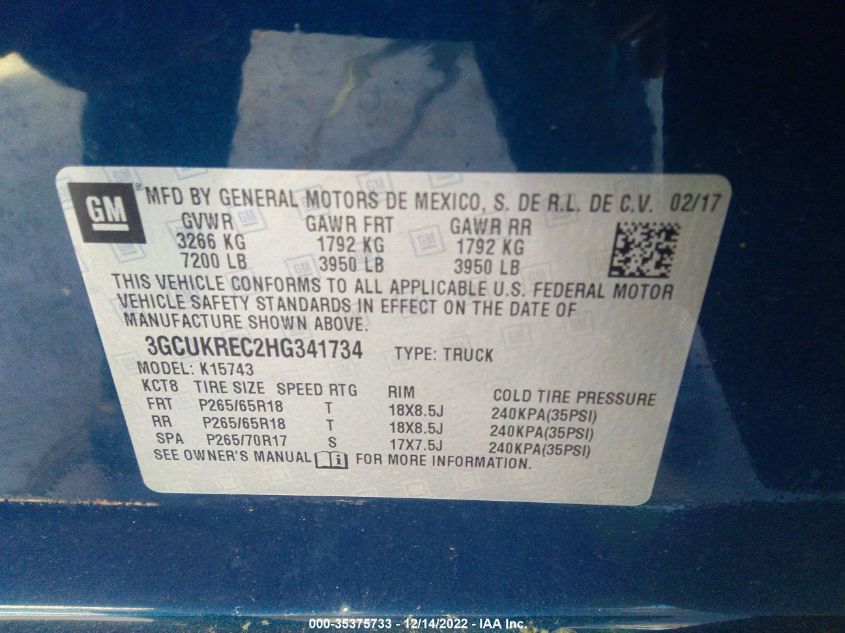 GM ® MFD BY GENERAL MOTORS DE MEXICO, S. DE R.L. DE C.V. 02/17
GVWR GAWR FRT GAWR RR
3266 KG 1792 KG 1792 KG
7200 LB 3950 LB 3950 LB
THIS VEHICLE CONFORMS TO ALL APPLICABLE U.S. FEDERAL MOTOR
VEHICLE SAFETY STANDARDS IN EFFECT ON THE DATE OF
MANUFACTURE SHOWN ABOVE.
3GCUKREC2HG341734 TYPE: TRUCK
MODEL: K15743
KCT8 TIRE SIZE SPEED RTG RIM COLD TIRE PRESSURE
FRT P265/65R18 T 18X8.5J 240KPA(35PSI)
RR P265/65R18 T 18X8.5J 240KPA(35PSI)
SPA P265/70R17 S 17X7.5J 240KPA(35PSI)
SEE OWNER'S MANUAL i FOR MORE INFORMATION.
000-35375733 - 12/14/2022 - IAA Inc.